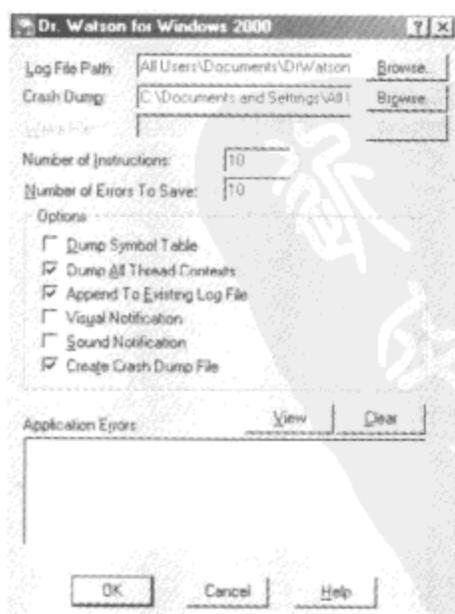 Dr. Watson for Windows 2000
Log File Path: All Users\Documents\DrWatson Browse...
Crash Dump: C:\Documents and Settings\All Browse...
Wave File:
Number of Instructions: 10
Number of Errors To Save: 10
Options
Dump Symbol Table
Dump All Thread Contexts
Append To Existing Log File
Visual Notification
Sound Notification
Create Crash Dump File
Application Errors View Clear
OK Cancel Help